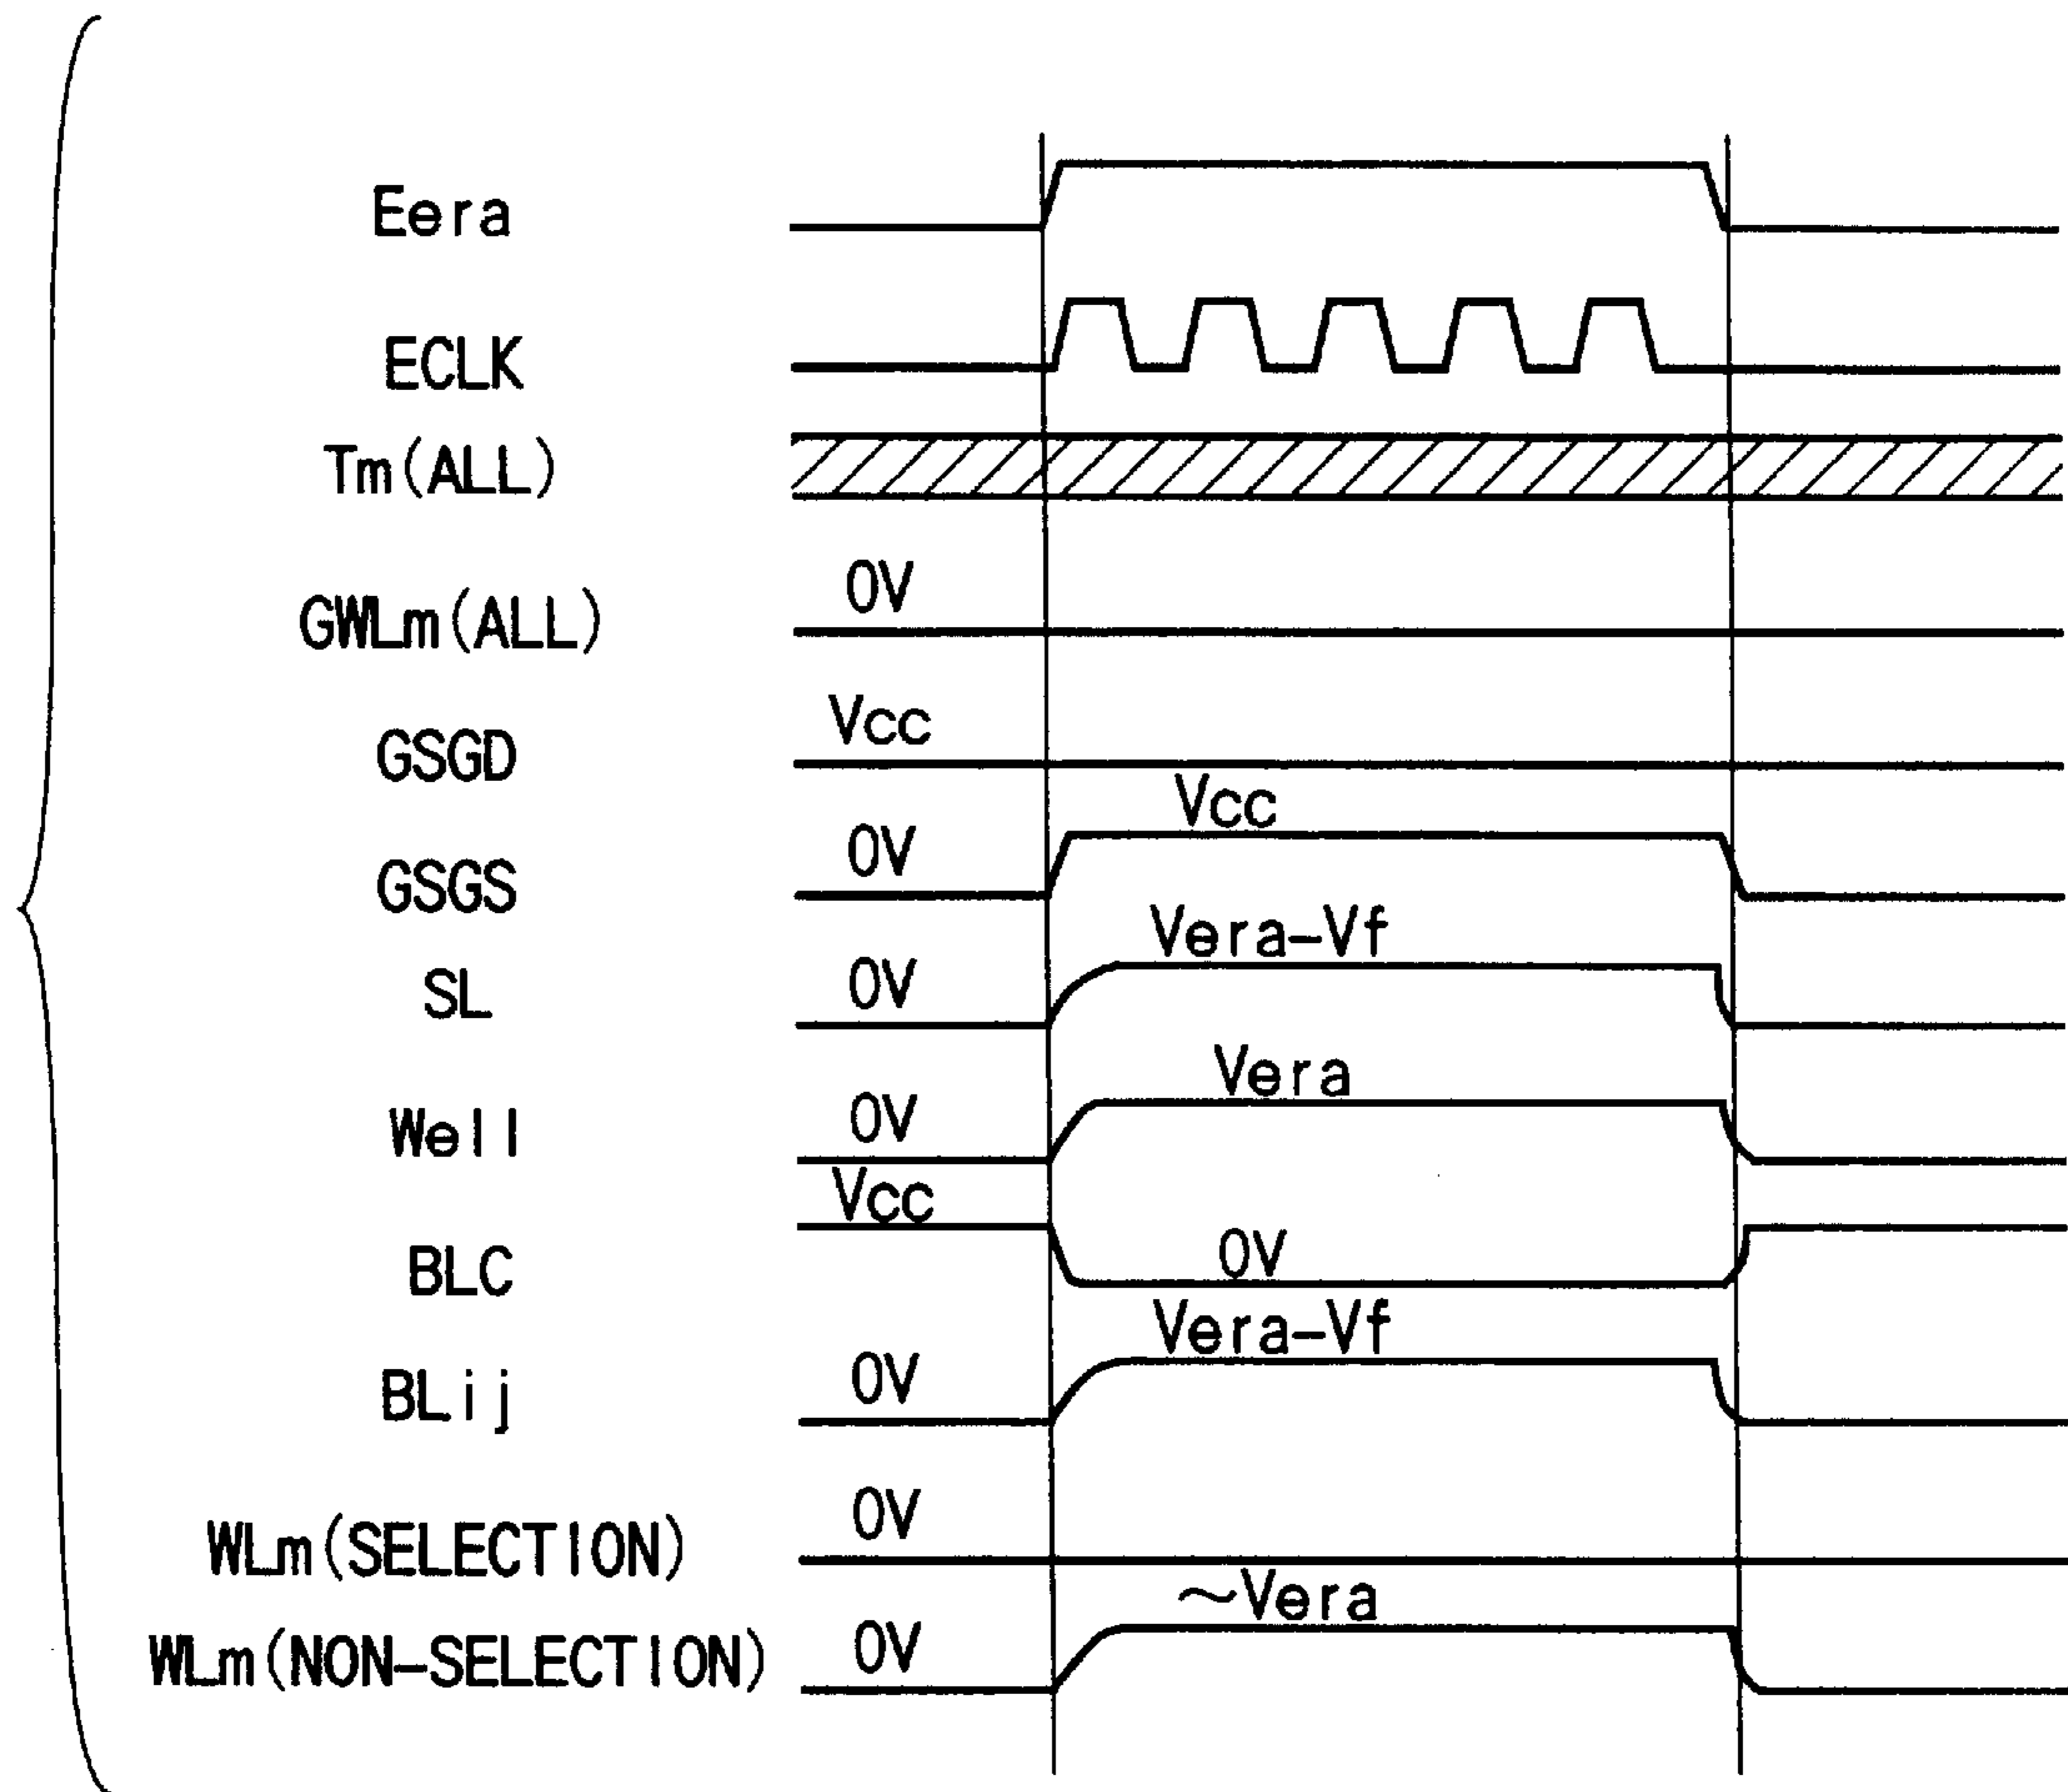 Eera
ECLK
Tm(ALL)
GWLm(ALL) 0V
GSGD Vcc
GSGS 0V Vcc
SL 0V Vera-Vf
Well 0V Vera
BLC Vcc 0V
BLij 0V Vera-Vf
WLm(SELECTION) 0V
WLm(NON-SELECTION) 0V ~Vera